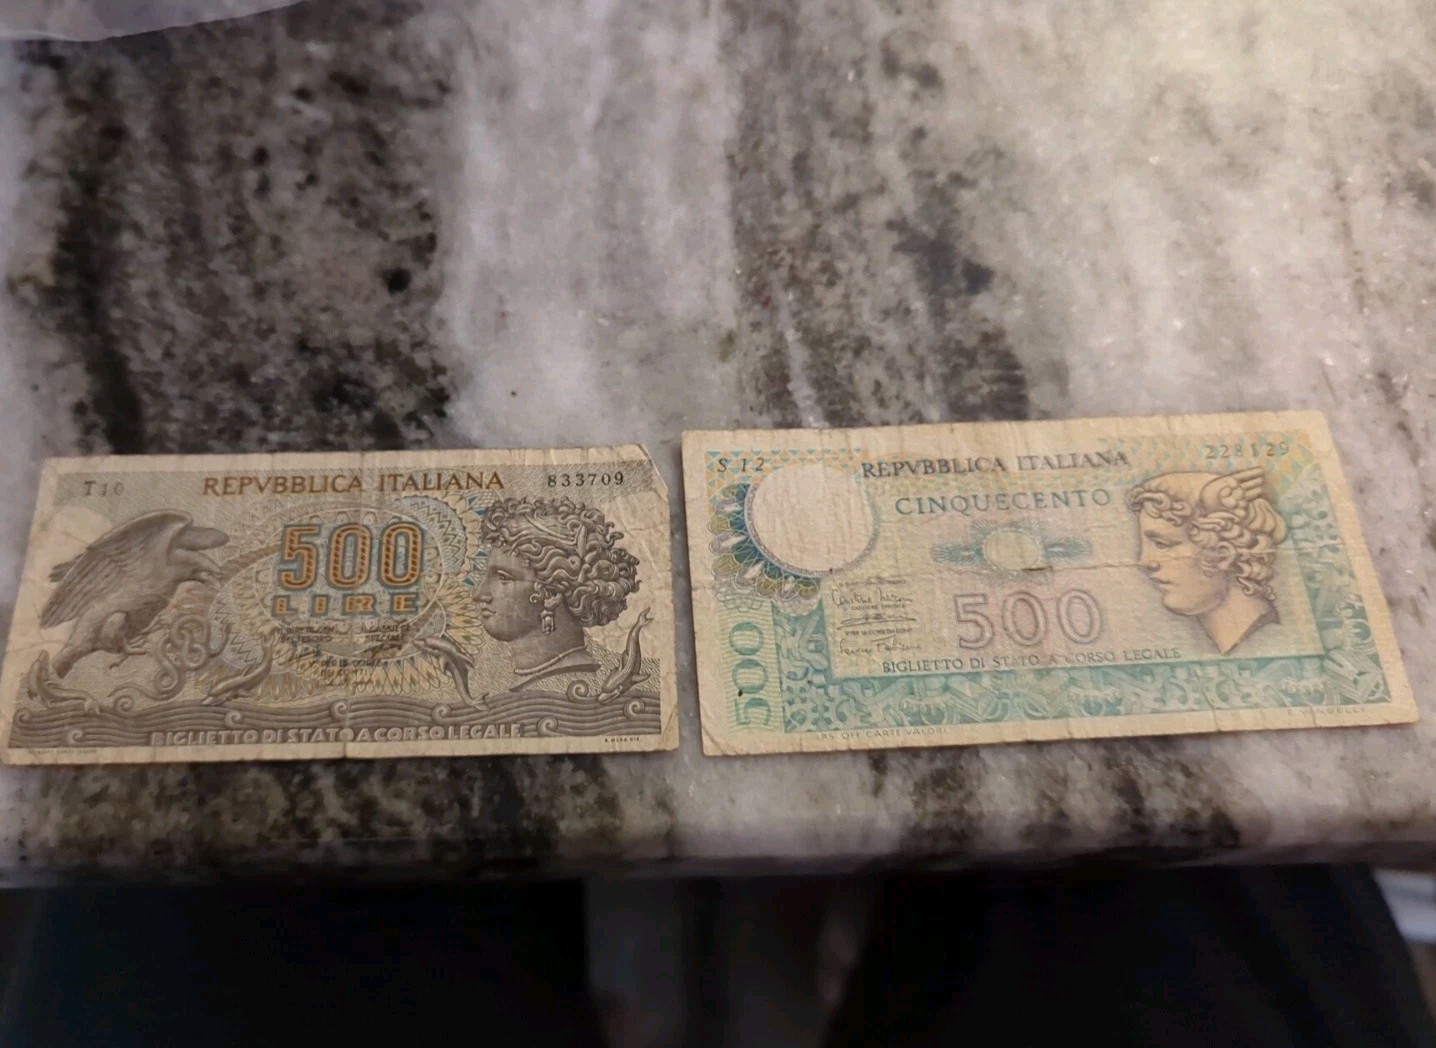 T10 REPVBBLICA ITALIANA 833709
500
LIRE
BIGLIETTO DI STATO A CORSO LEGALE
S 12 REPVBBLICA ITALIANA 228129
CINQUECENTO
500
500
BIGLIETTO DI STATO A CORSO LEGALE